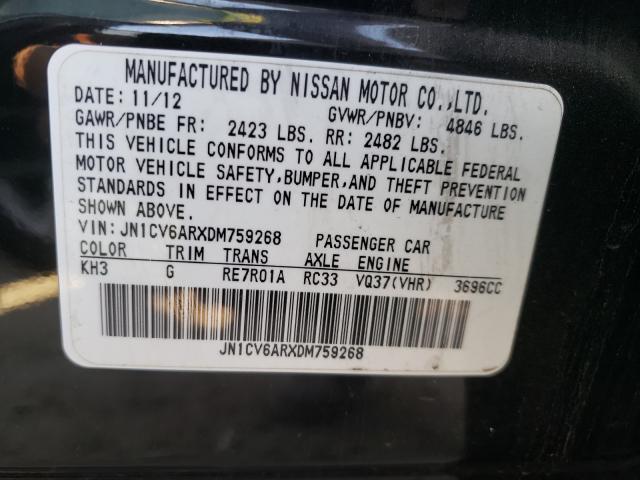 MANUFACTURED BY NISSAN MOTOR CO.,LTD.
DATE: 11/12 GVWR/PNBV: 4846 LBS.
GAWR/PNBE FR: 2423 LBS. RR: 2482 LBS.
THIS VEHICLE CONFORMS TO ALL APPLICABLE FEDERAL
MOTOR VEHICLE SAFETY,BUMPER,AND THEFT PREVENTION
STANDARDS IN EFFECT ON THE DATE OF MANUFACTURE
SHOWN ABOVE.
VIN:JN1CV6ARXDM759268 PASSENGER CAR
COLOR TRIM TRANS AXLE ENGINE
KH3 G RE7R01A RC33 VQ37(VHR) 3696CC
JN1CV6ARXDM759268